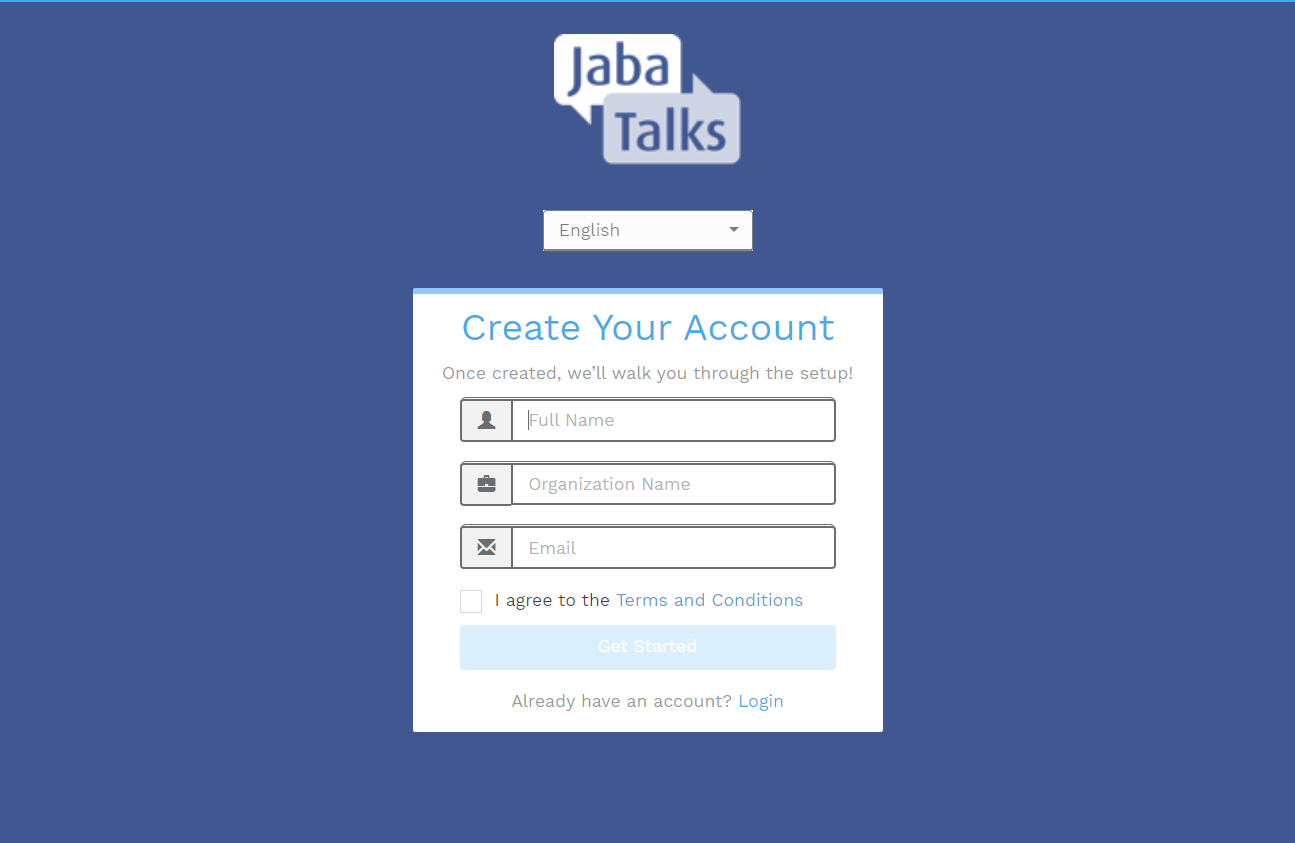 Jaba
Talks
English
Create Your Account
Once created, we'll walk you through the setup!
Full Name
Organization Name
Email
I agree to the Terms and Conditions
Get Started
Already have an account? Login